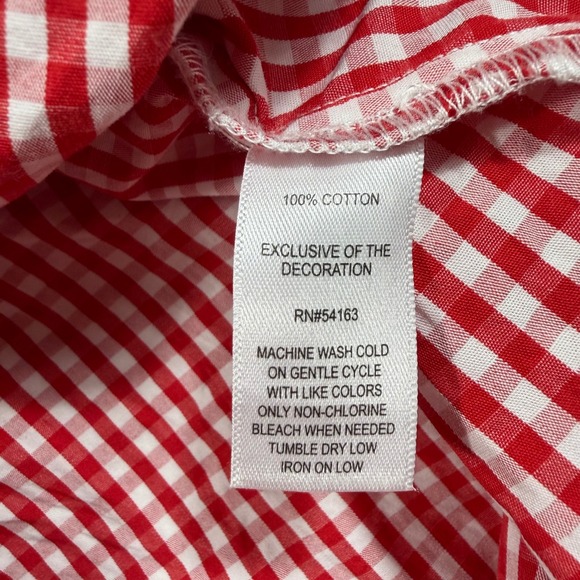 100% COTTON
EXCLUSIVE OF THE
DECORATION
RN#54163
MACHINE WASH COLD
ON GENTLE CYCLE
WITH LIKE COLORS
ONLY NON-CHLORINE
BLEACH WHEN NEEDED
TUMBLE DRY LOW
IRON ON LOW